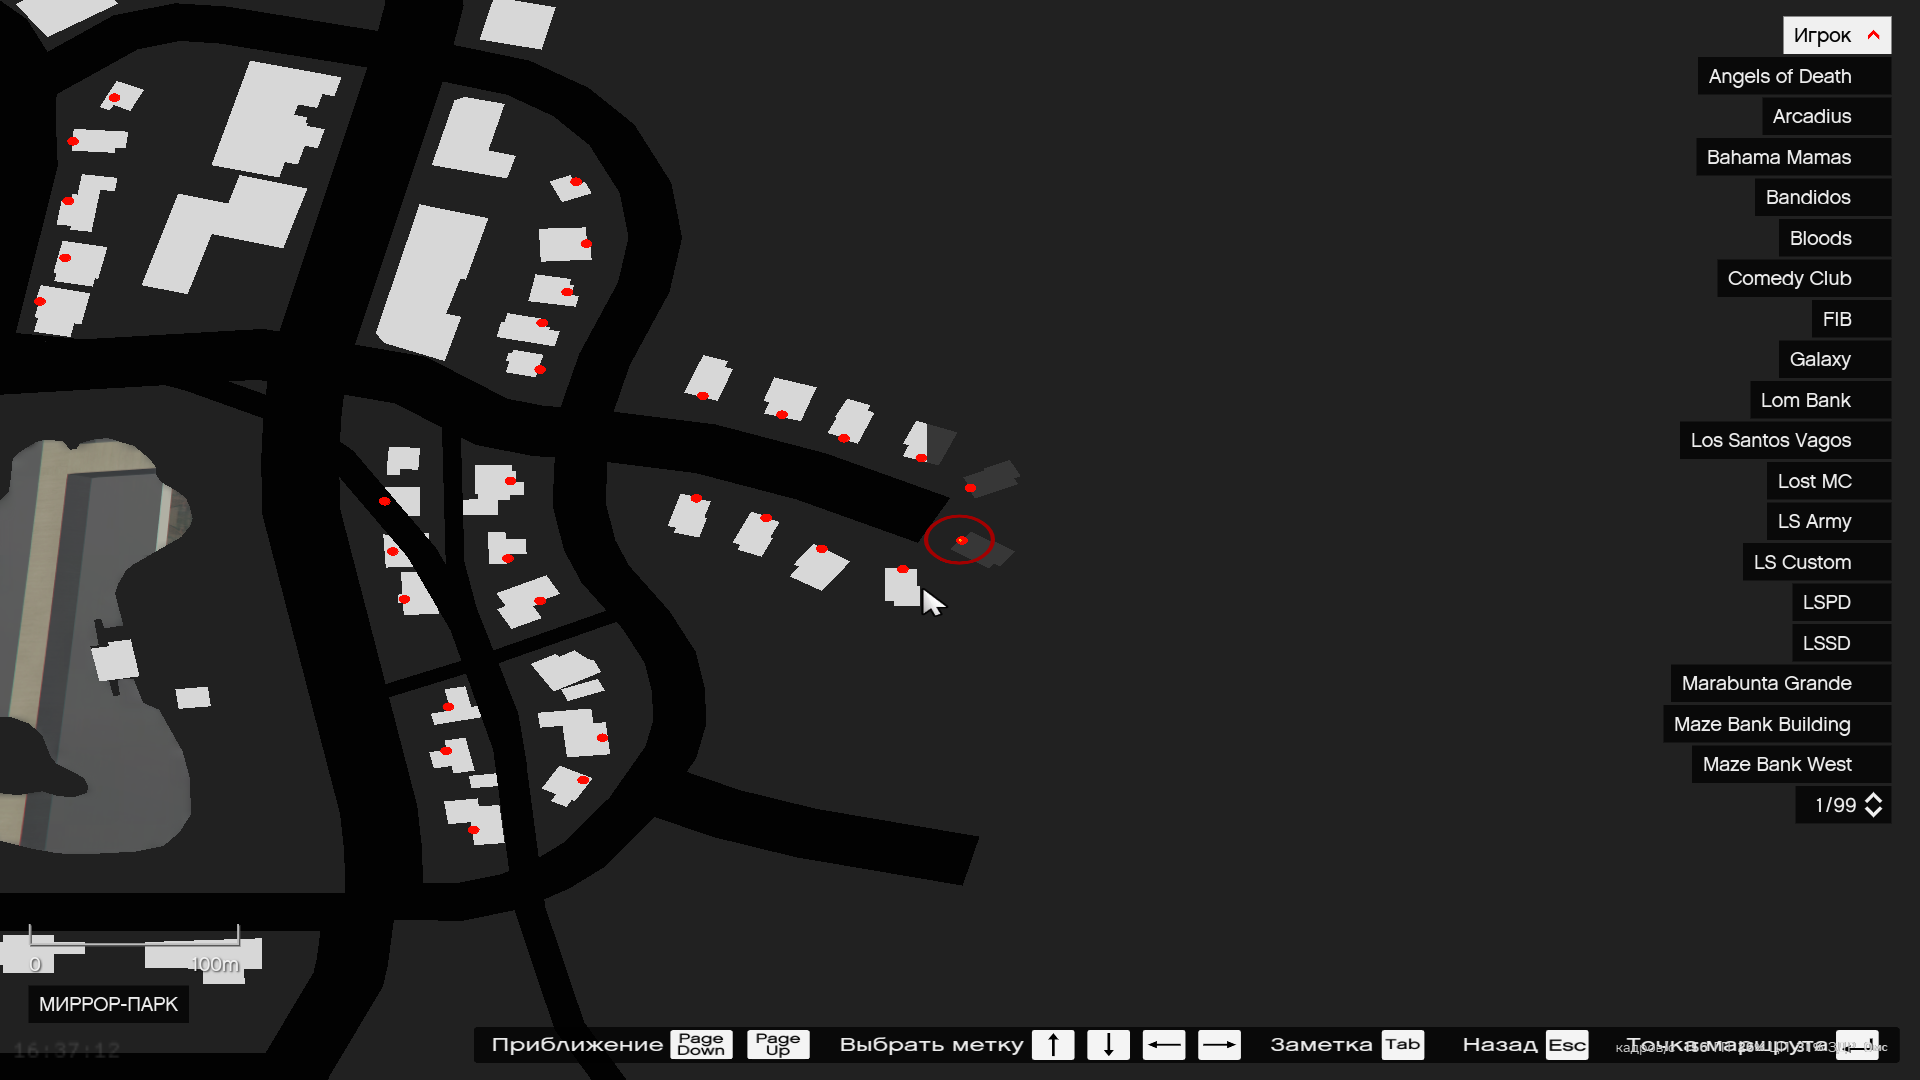 Игрок
Angels of Death
Arcadius
Bahama Mamas
Bandidos
Bloods
Comedy Club
FIB
Galaxy
Lom Bank
Los Santos Vagos
Lost MC
LS Army
LS Custom
LSPD
LSSD
Marabunta Grande
Maze Bank Building
Maze Bank West
1/99
0 100m
МИРРОР-ПАРК
16:37:12
Приближение Page Down Page Up Выбрать метку Заметка Tab Назад Esc Точка маршрута